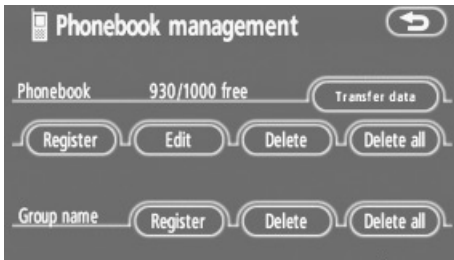 Phonebook management
Phonebook 930/1000 free Transfer data
Register Edit Delete Delete all
Group name Register Delete Delete all